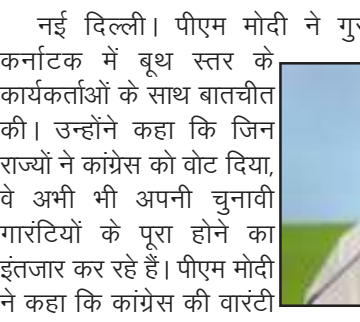 नई दिल्ली। पीएम मोदी ने
कर्नाटक में बूथ स्तर के
कार्यकर्ताओं के साथ बातचीत
की। उन्होंने कहा कि जिन
राज्यों ने कांग्रेस को वोट दिया,
वे अभी भी अपनी चुनावी
गारंटियों के पूरा होने का
इंतजार कर रहे हैं। पीएम मोदी
ने कहा कि कांग्रेस की वारंटी